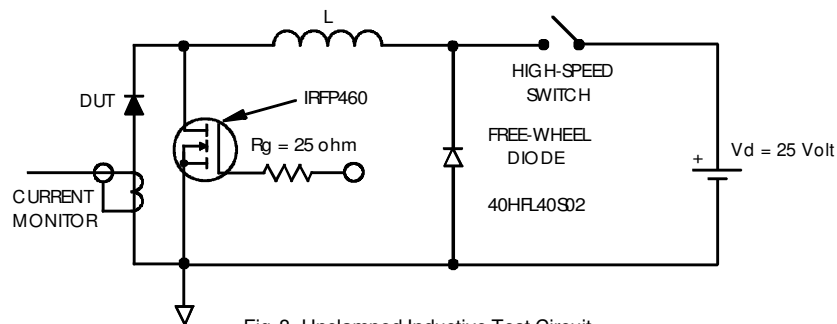 L
HIGH-SPEED
SWITCH
DUT
IRFP460
Rg = 25 ohm
FREE-WHEEL
DIODE
40HFL40S02
+
Vd = 25 Volt
CURRENT
MONITOR
Fig. 8- Unclamped Inductive Test Circuit